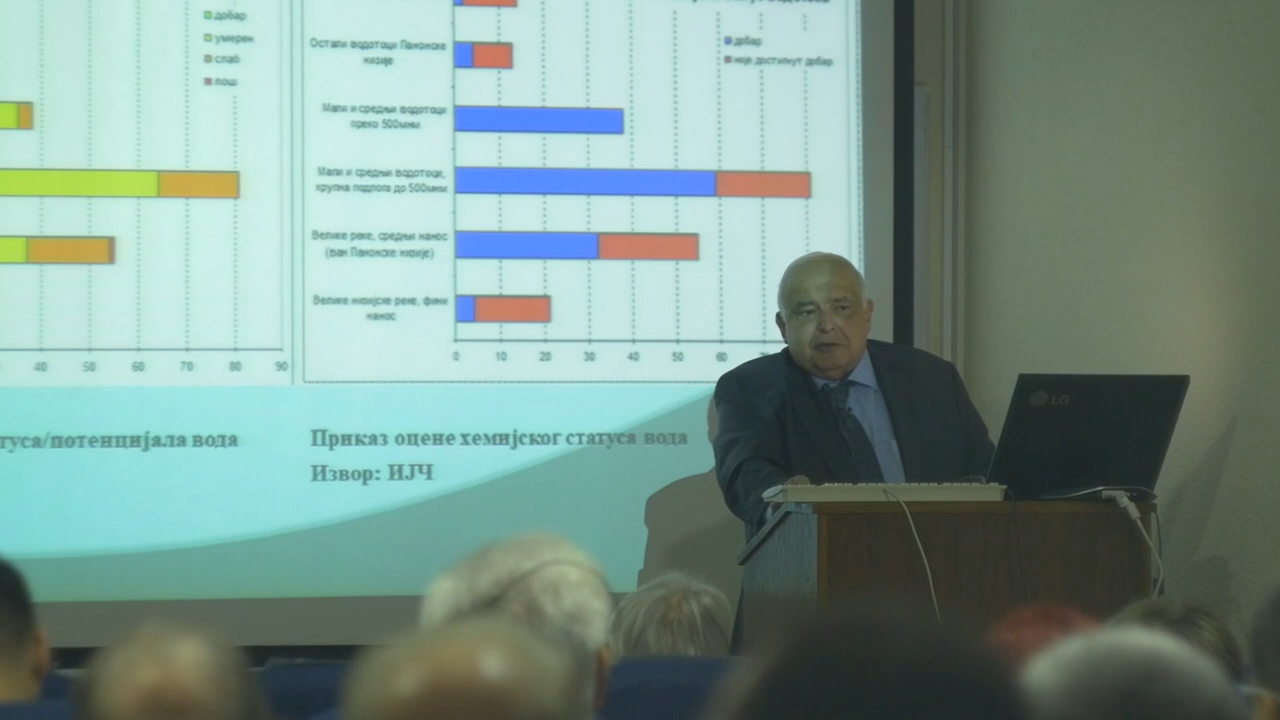 добар
умерен
слаб
лош
40 50 60 70 80 90
туса/потенцијала вода
добар
није достигнут добар
Остали водотоци Панонске
низије
Мали и средњи водотоци
преко 500мнм
Мали и средњи водотоци,
крупна подлога до 500мнм
Велике реке, средњи нанос
(ван Панонске низије)
Велике низијске реке, фини
нанос
0 10 20 30 40 50 60
Приказ оцене хемијског статуса вода
Извор: ИЈЧ
LG